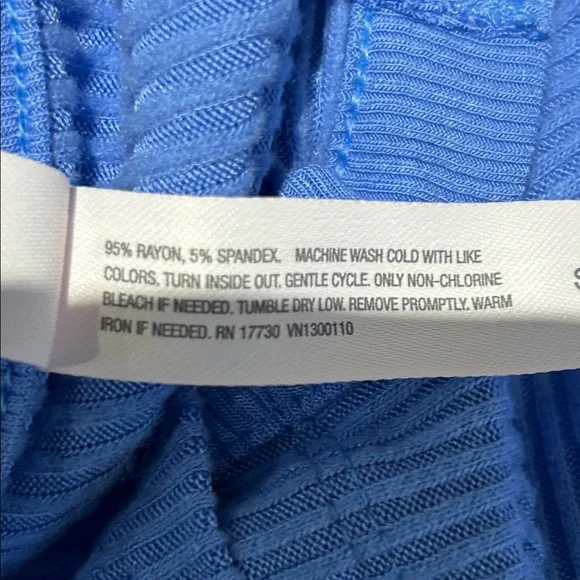 95% RAYON, 5% SPANDEX. MACHINE WASH COLD WITH LIKE
COLORS. TURN INSIDE OUT. GENTLE CYCLE. ONLY NON-CHLORINE
BLEACH IF NEEDED. TUMBLE DRY LOW. REMOVE PROMPTLY. WARM
IRON IF NEEDED. RN 17730 VN1300110